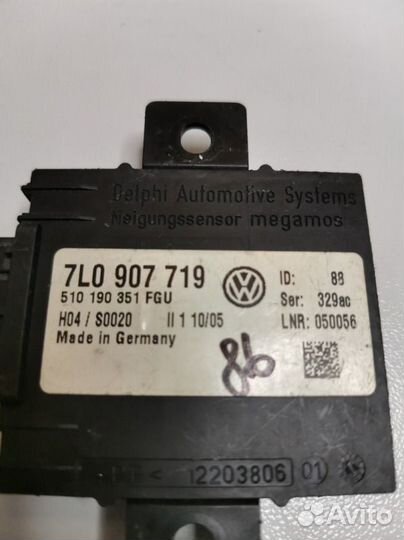 Delphi Automotive Systems
Neigungssensor megamos
7L0 907 719
510 190 351 FGU
H04 / S0020 II 1 10/05
Made in Germany
ID: 88
Ser: 329ac
LNR: 050056
86
< 12203806 01
Avito